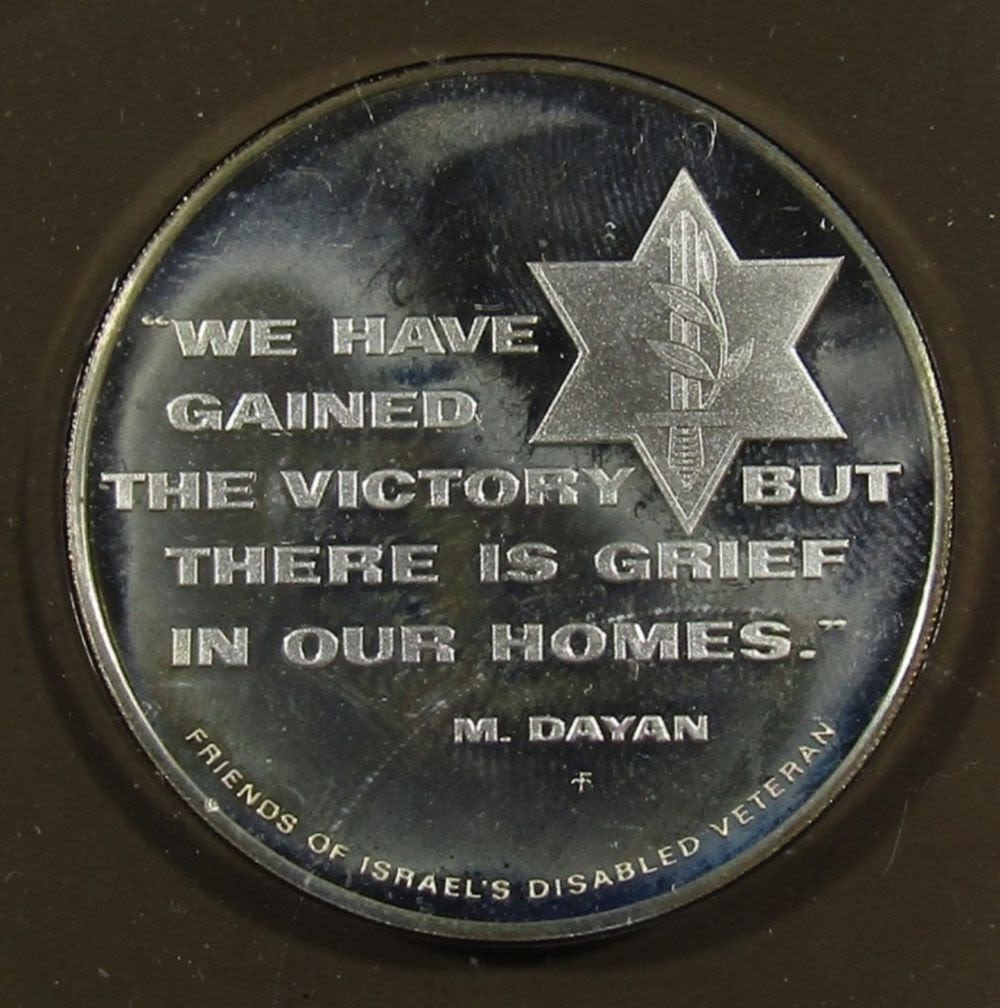 "WE HAVE
GAINED
THE VICTORY BUT
THERE IS GRIEF
IN OUR HOMES."
M. DAYAN
FRIENDS OF ISRAEL'S DISABLED VETERAN